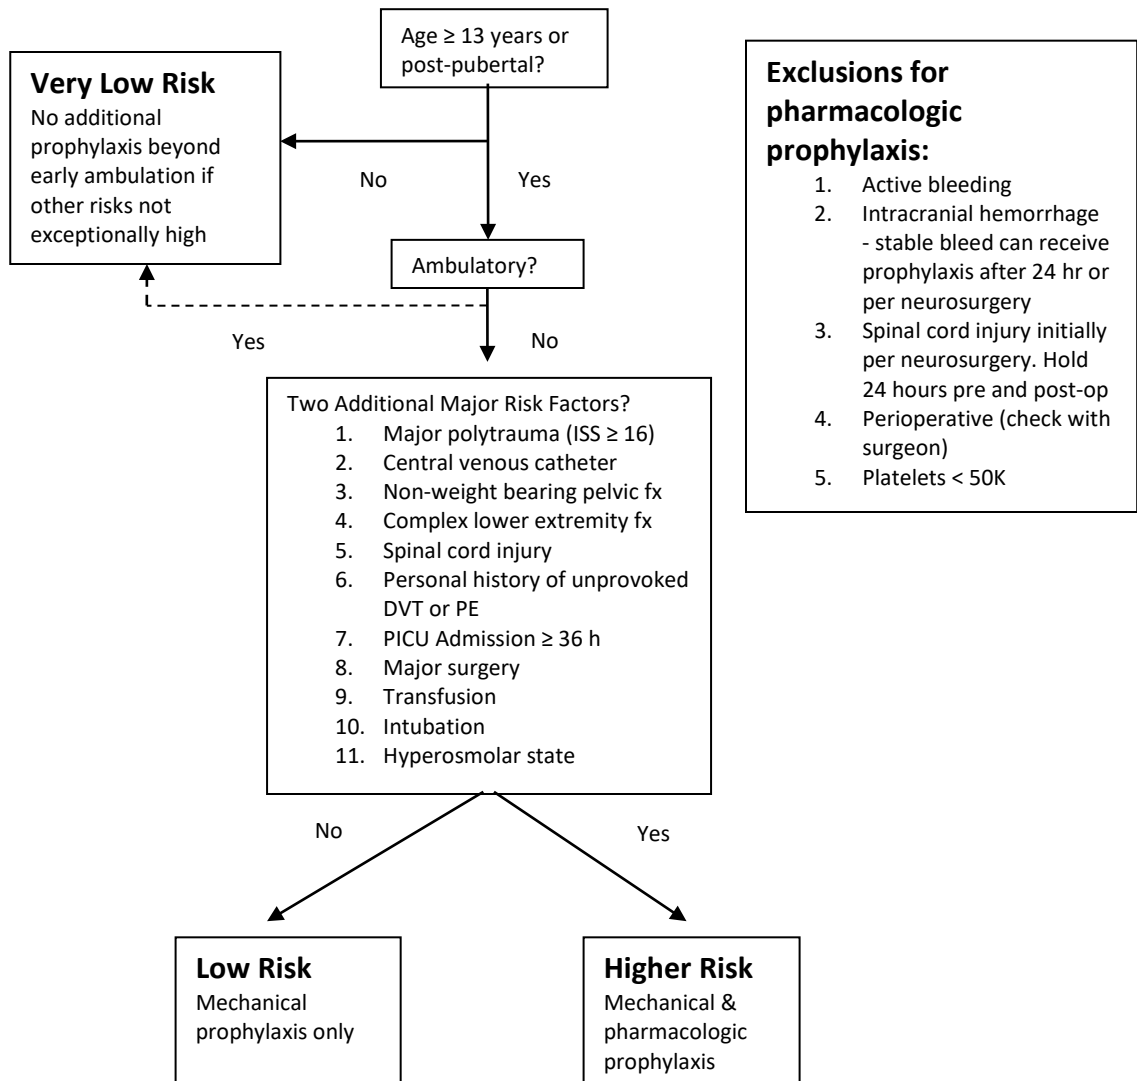 Age ≥ 13 years or
post-pubertal?
Very Low Risk
No additional
prophylaxis beyond
early ambulation if
other risks not
exceptionally high
No
Yes
Ambulatory?
Yes
No
Two Additional Major Risk Factors?
1. Major polytrauma (ISS ≥ 16)
2. Central venous catheter
3. Non-weight bearing pelvic fx
4. Complex lower extremity fx
5. Spinal cord injury
6. Personal history of unprovoked
DVT or PE
7. PICU Admission ≥ 36 h
8. Major surgery
9. Transfusion
10. Intubation
11. Hyperosmolar state
No
Yes
Low Risk
Mechanical
prophylaxis only
Higher Risk
Mechanical &
pharmacologic
prophylaxis
Exclusions for
pharmacologic
prophylaxis:
1. Active bleeding
2. Intracranial hemorrhage
- stable bleed can receive
prophylaxis after 24 hr or
per neurosurgery
3. Spinal cord injury initially
per neurosurgery. Hold
24 hours pre and post-op
4. Perioperative (check with
surgeon)
5. Platelets < 50K